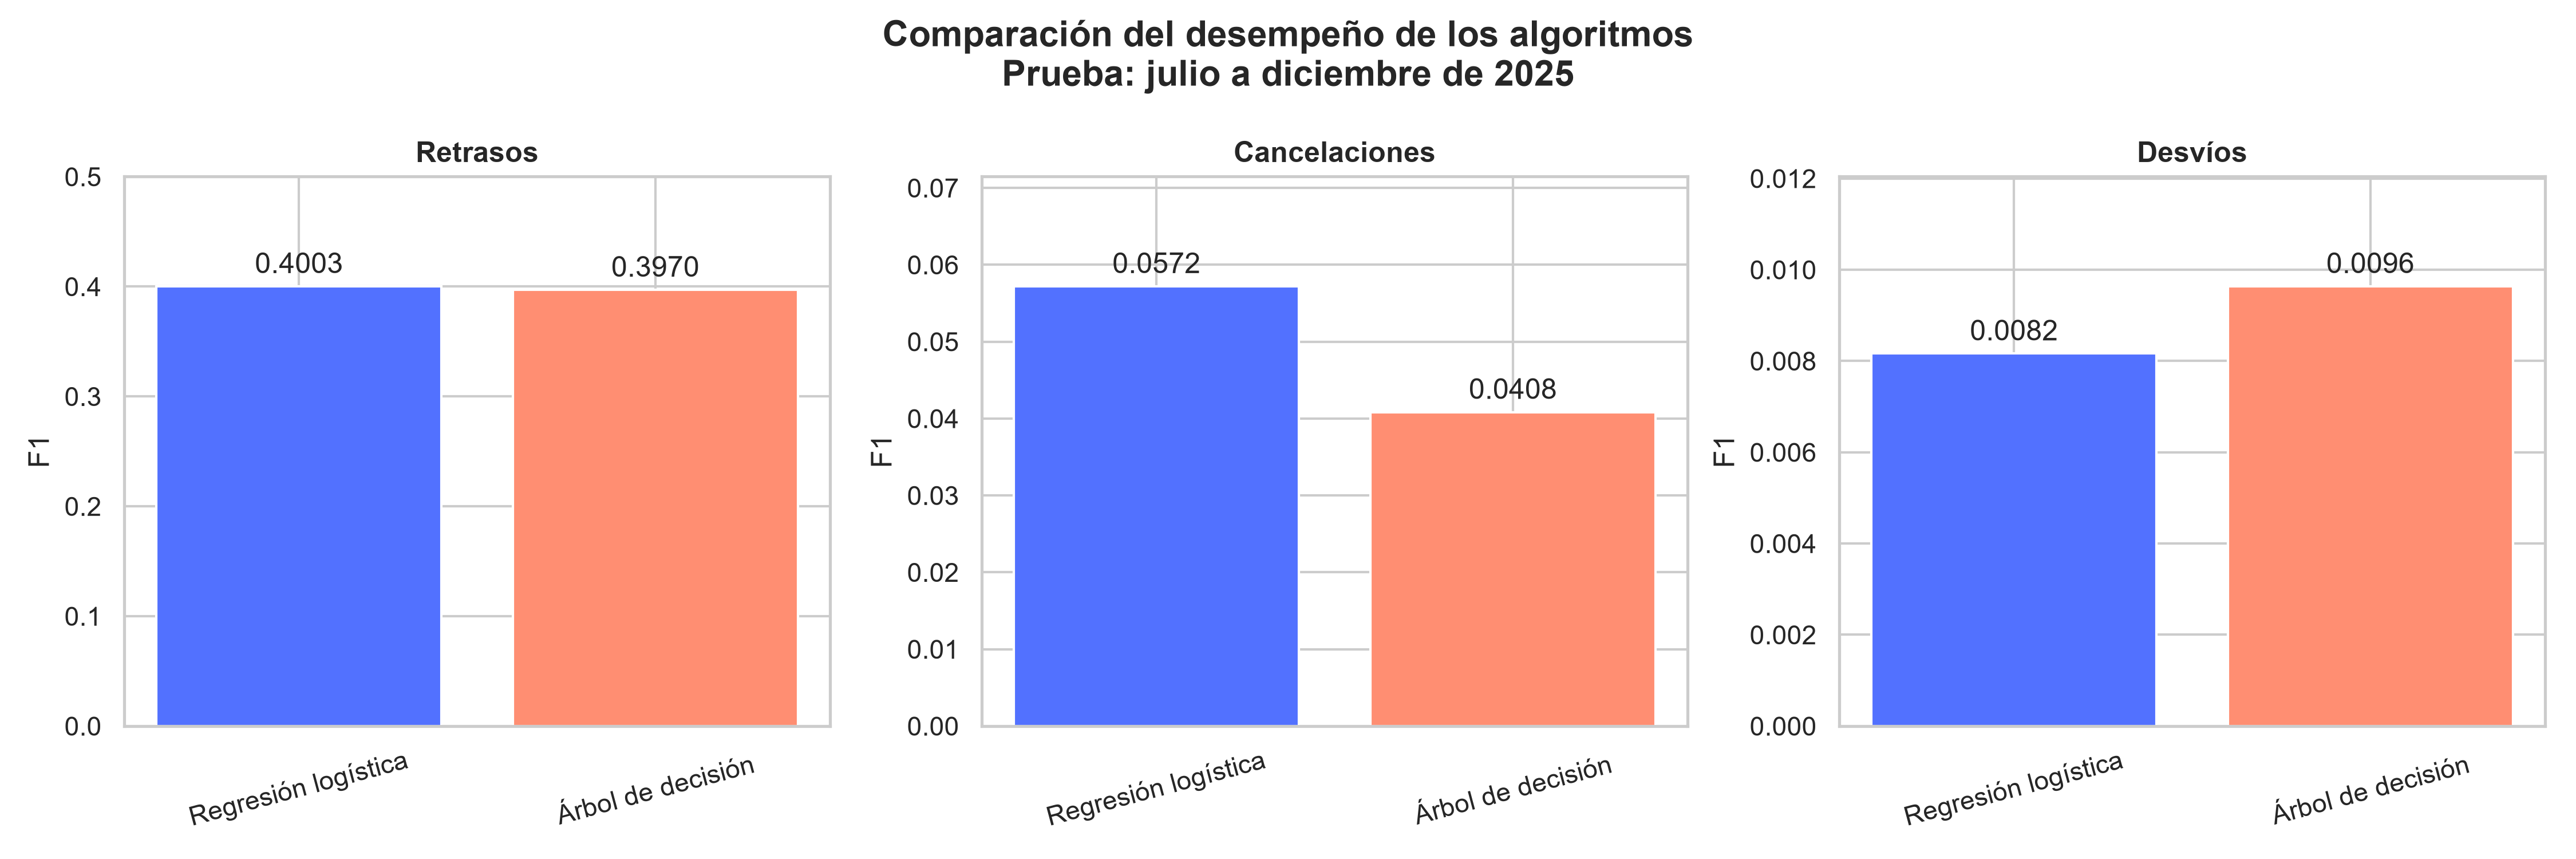 Comparación del desempeño de los algoritmos
Prueba: julio a diciembre de 2025
Retrasos
0.5
0.4
0.3
0.2
0.1
0.0
F1
0.4003
0.3970
Regresión logística
Árbol de decisión
Cancelaciones
0.07
0.06
0.05
0.04
0.03
0.02
0.01
0.00
F1
0.0572
0.0408
Regresión logística
Árbol de decisión
Desvíos
0.012
0.010
0.008
0.006
0.004
0.002
0.000
F1
0.0082
0.0096
Regresión logística
Árbol de decisión